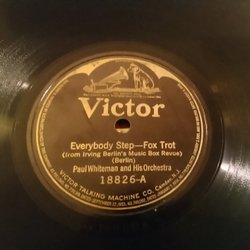 Victor
Everybody Step—Fox Trot
(from Irving Berlin's Music Box Revue)
(Berlin)
Paul Whiteman and His Orchestra
18826-A
VICTOR TALKING MACHINE CO. Camden, N.J.